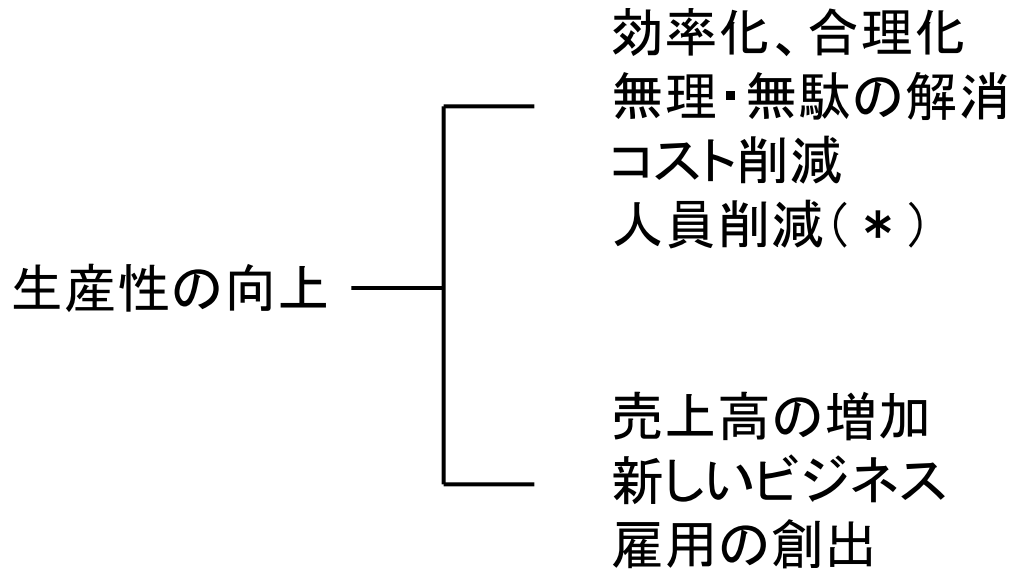 効率化、合理化
無理・無駄の解消
コスト削減
人員削減(*)
生産性の向上
売上高の増加
新しいビジネス
雇用の創出